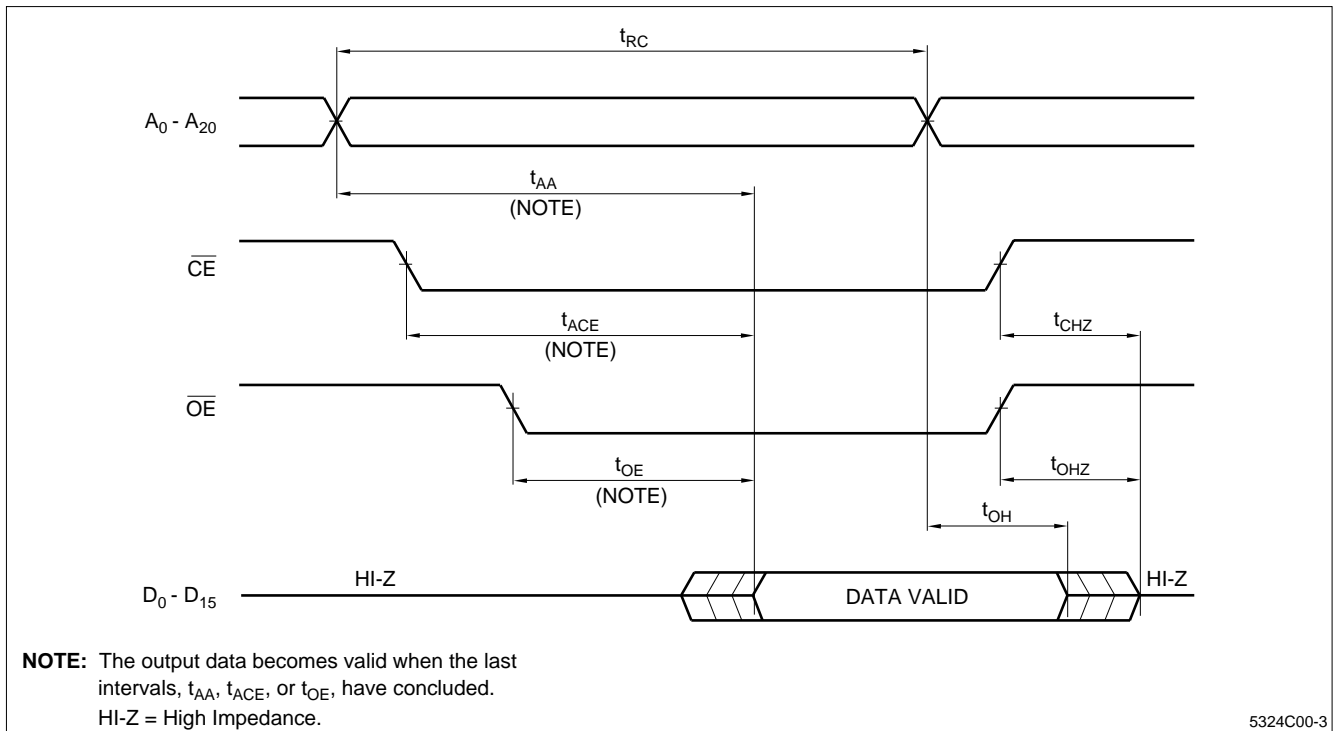 tRC
A0 - A20
tAA
(NOTE)
CE
tACE
(NOTE)
tCHZ
OE
tOE
(NOTE)
tOHZ
tOH
D0 - D15
HI-Z
DATA VALID
HI-Z
NOTE: The output data becomes valid when the last
intervals, tAA, tACE, or tOE, have concluded.
HI-Z = High Impedance.
5324C00-3